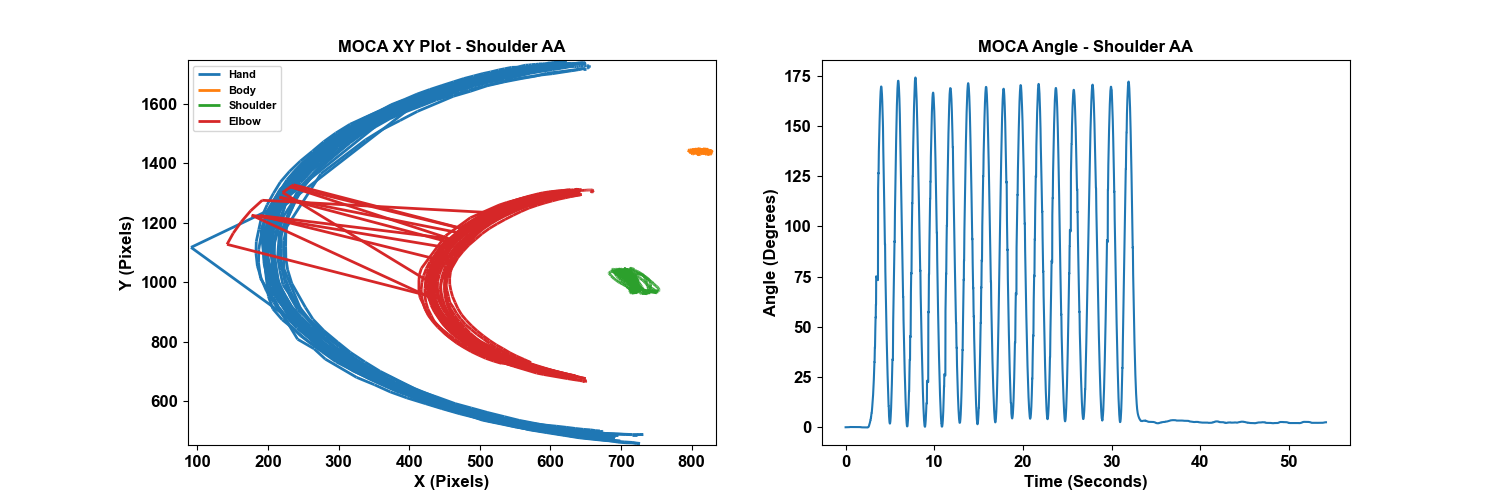 MOCA XY Plot - Shoulder AA
Hand
Body
Shoulder
Elbow
1600
1400
1200
1000
800
600
Y (Pixels)
100 200 300 400 500 600 700 800
X (Pixels)
MOCA Angle - Shoulder AA
175
150
125
100
75
50
25
0
Angle (Degrees)
0 10 20 30 40 50
Time (Seconds)